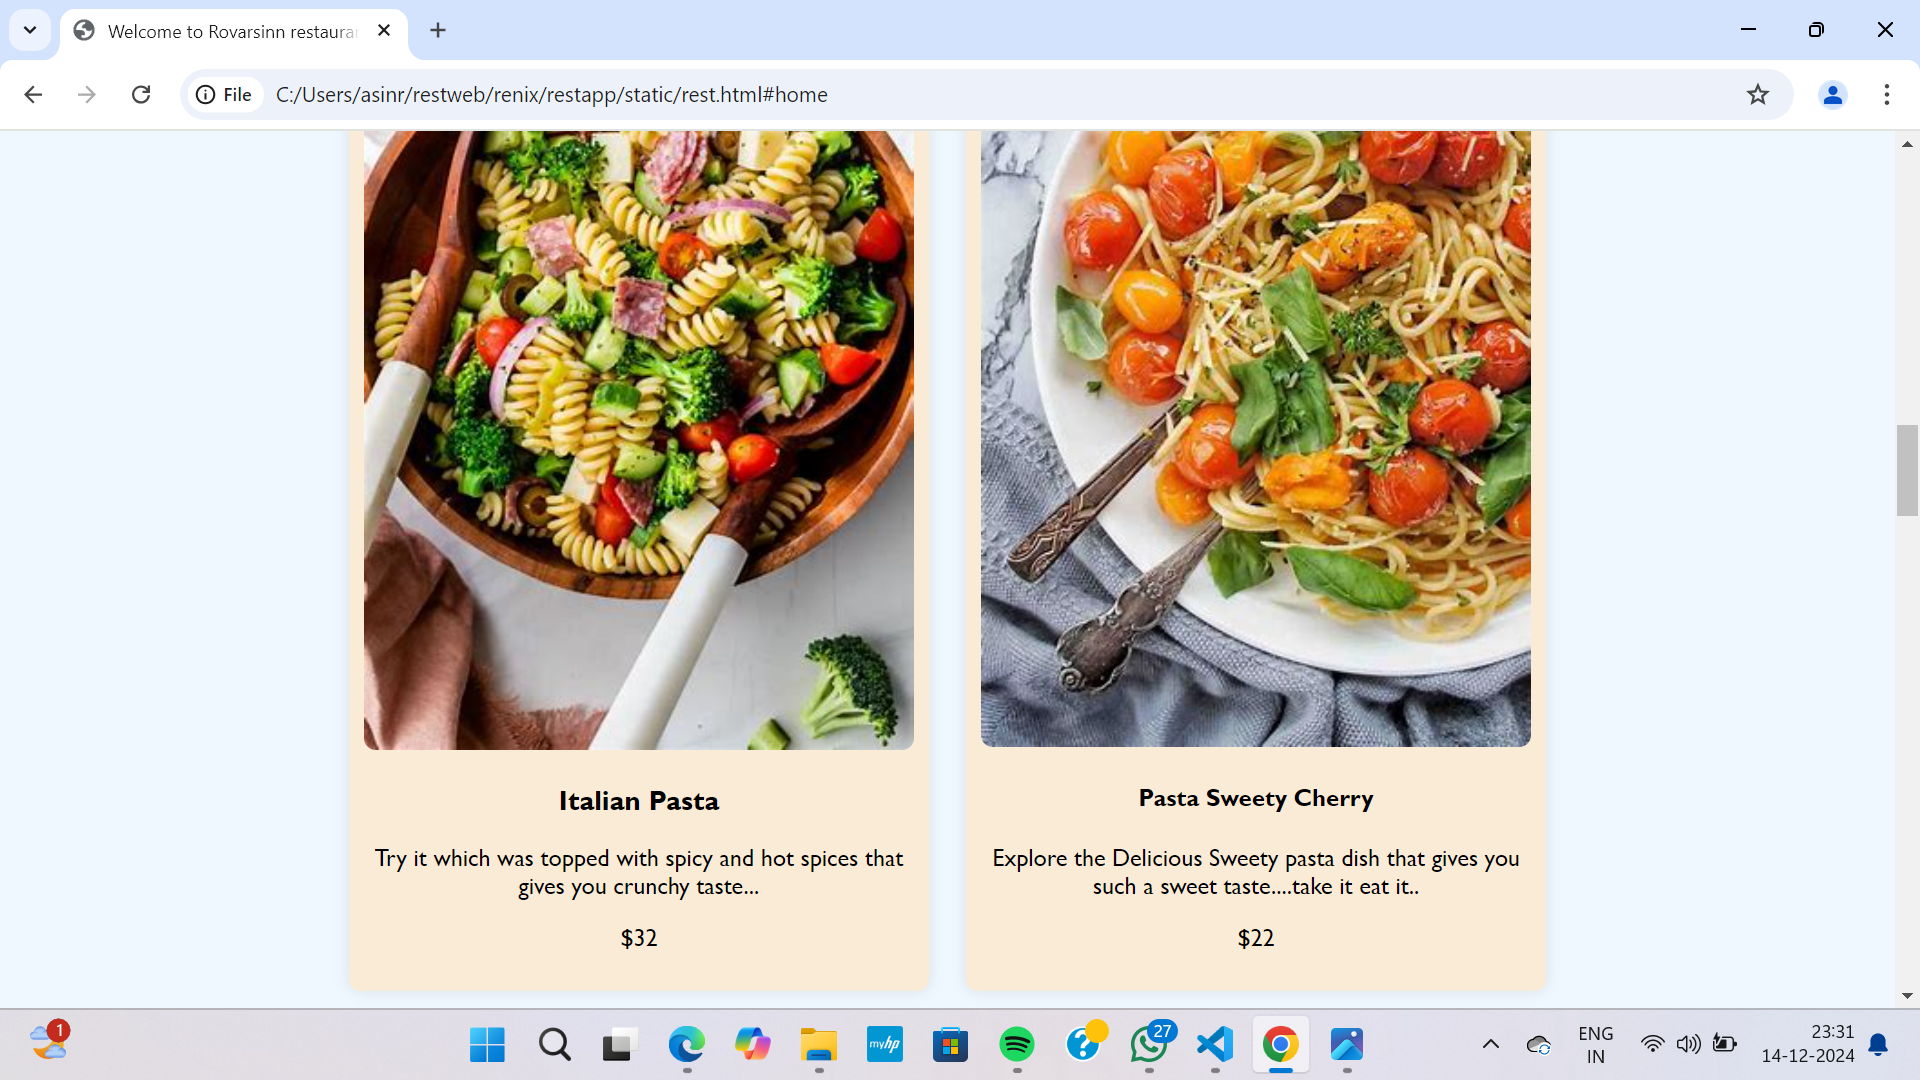 Welcome to Rovarsinn restaura
File
C:/Users/asinr/restweb/renix/restapp/static/rest.html#home
Italian Pasta
Try it which was topped with spicy and hot spices that
gives you crunchy taste...
$32
Pasta Sweety Cherry
Explore the Delicious Sweety pasta dish that gives you
such a sweet taste....take it eat it..
$22
1
myhp
?
27
ENG
IN
23:31
14-12-2024